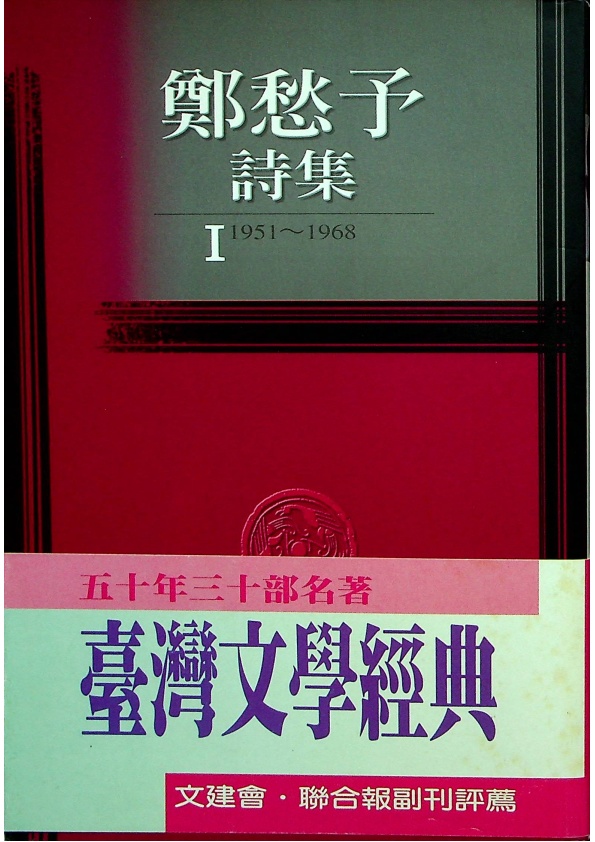 鄭愁予
詩集
I 1951～1968
五十年三十部名著
臺灣文學經典
文建會·聯合報副刊評薦